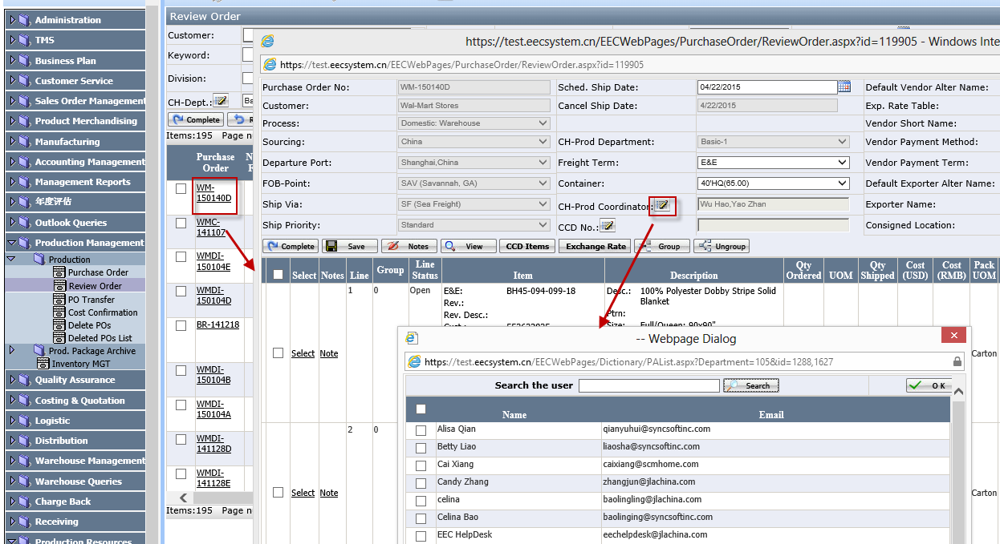 Administration
TMS
Business Plan
Customer Service
Sales Order Management
Product Merchandising
Manufacturing
Accounting Management
Management Reports
年度评估
Outlook Queries
Production Management
Production
Purchase Order
Review Order
PO Transfer
Cost Confirmation
Delete POs
Deleted POs List
Prod. Package Archive
Inventory MGT
Quality Assurance
Costing & Quotation
Logistic
Distribution
Warehouse Management
Warehouse Queries
Charge Back
Receiving
Production Resources
Review Order
Customer:
Keyword:
Division:
CH-Dept.: Ba
Complete R
Items:195 Page n
Purchase Order
WM-150140D
WMC-141107
WMDI-150104E
WMDI-150104D
BR-141218
WMDI-150104B
WMDI-150104A
WMDI-141128D
WMDI-141128E
Items:195 Page n
https://test.eecsystem.cn/EECWebPages/PurchaseOrder/ReviewOrder.aspx?id=119905 - Windows Inte
https://test.eecsystem.cn/EECWebPages/PurchaseOrder/ReviewOrder.aspx?id=119905
Purchase Order No: WM-150140D Sched. Ship Date: 04/22/2015 Default Vendor Alter Name:
Customer: Wal-Mart Stores Cancel Ship Date: 4/22/2015 Exp. Rate Table:
Process: Domestic: Warehouse Vendor Short Name:
Sourcing: China CH-Prod Department: Basic-1 Vendor Payment Method:
Departure Port: Shanghai,China Freight Term: E&E Vendor Payment Term:
FOB-Point: SAV (Savannah, GA) Container: 40'HQ(65.00) Default Exporter Alter Name:
Ship Via: SF (Sea Freight) CH-Prod Coordinator: Wu Hao,Yao Zhan Exporter Name:
Ship Priority: Standard CCD No.: Consigned Location:
Complete Save Notes View CCD Items Exchange Rate Group Ungroup
Select Notes Line Group Line Status Item Description Qty Ordered UOM Qty Shipped Cost (USD) Cost (RMB) Pack UOM
1 0 Open E&E: BH45-094-099-18 Desc.: 100% Polyester Dobby Stripe Solid
Rev.: Blanket
Rev. Desc.: Ptrn:
Cust.: 553623925 Size: Full/Queen: 90x90"
Select Note Carton
2 0
Select Note Carton
-- Webpage Dialog
https://test.eecsystem.cn/EECWebPages/Dictionary/PAList.aspx?Department=105&id=1288,1627
Search the user Search O K
Name Email
Alisa Qian qianyuhui@syncsoftinc.com
Betty Liao liaosha@syncsoftinc.com
Cai Xiang caixiang@scmhome.com
Candy Zhang zhangjun@jlachina.com
celina baolingling@jlachina.com
Celina Bao baolinging@syncsoftinc.com
EEC HelpDesk eechelpdesk@jlachina.com